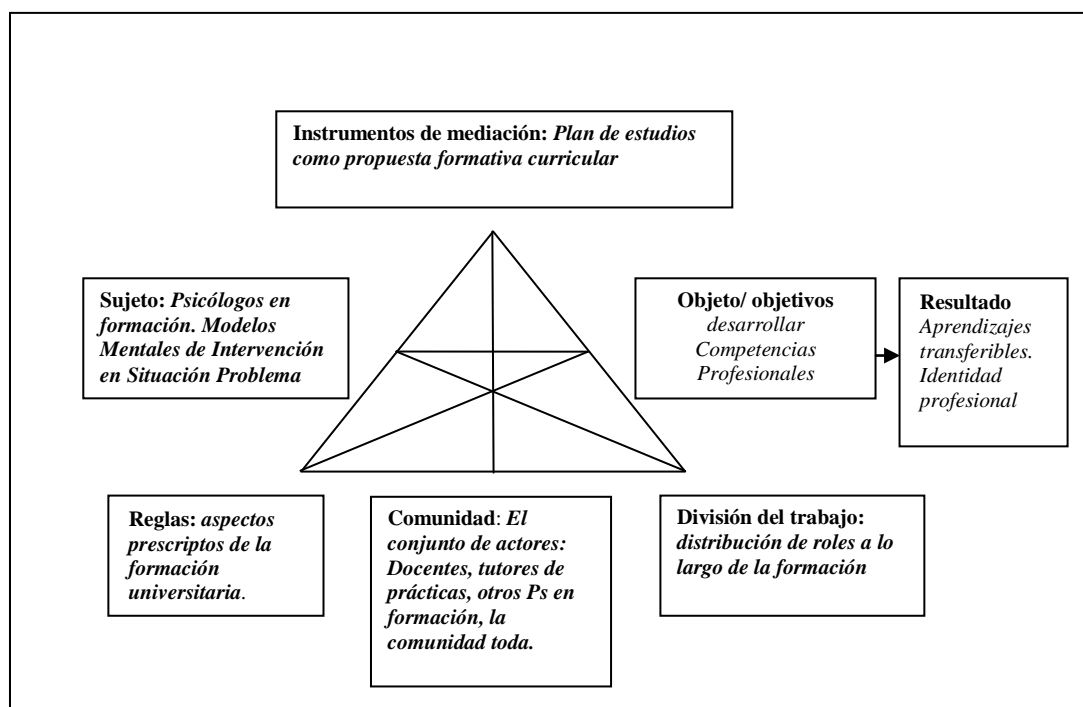 Instrumentos de mediación: Plan de estudios
como propuesta formativa curricular
Sujeto: Psicólogos en
formación. Modelos
Mentales de Intervención
en Situación Problema
Objeto/ objetivos
desarrollar
Competencias
Profesionales
Resultado
Aprendizajes
transferibles.
Identidad
profesional
Reglas: aspectos
prescriptos de la
formación
universitaria.
Comunidad: El
conjunto de actores:
Docentes, tutores de
prácticas, otros Ps en
formación, la
comunidad toda.
División del trabajo:
distribución de roles a lo
largo de la formación